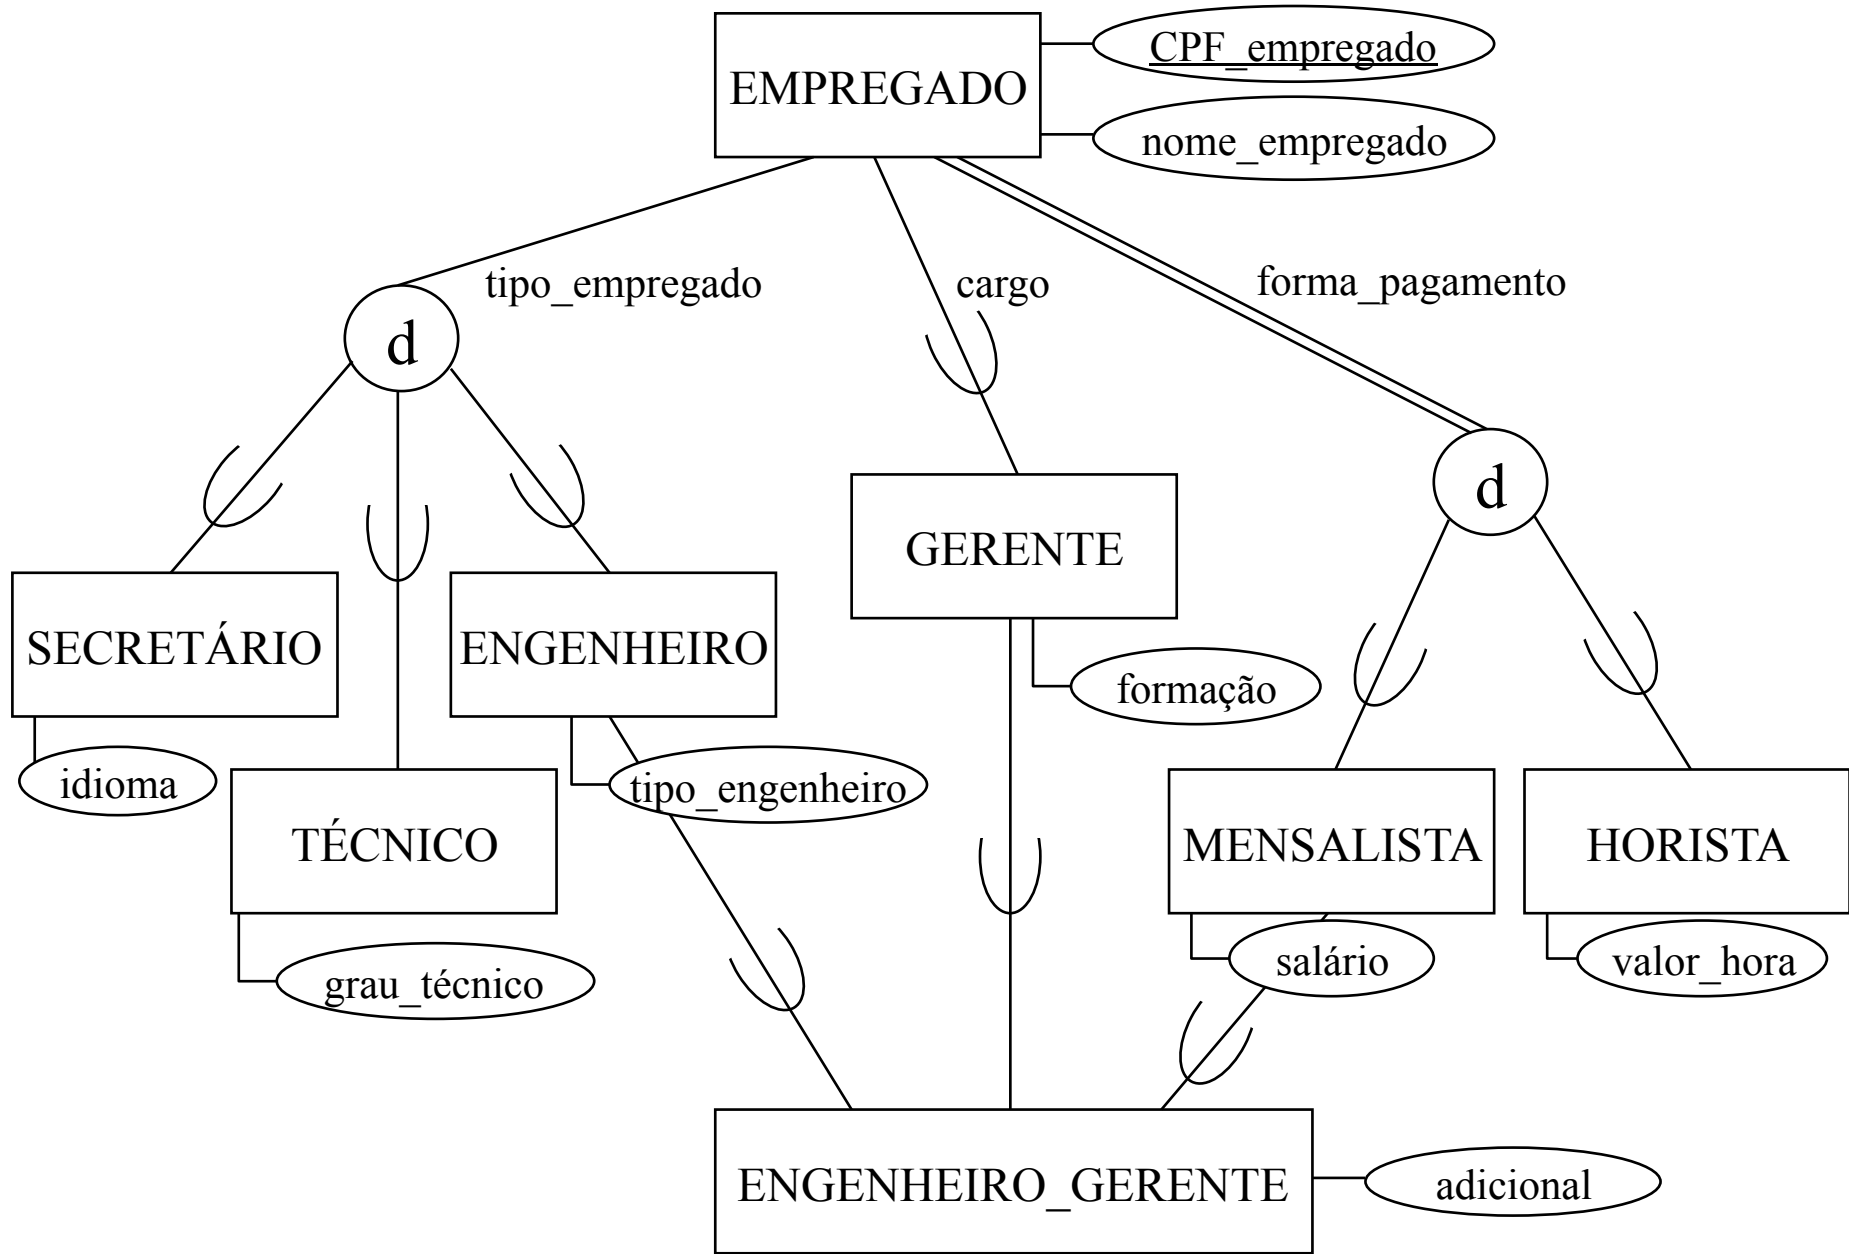 CPF_empregado
EMPREGADO
nome_empregado
tipo_empregado
cargo
forma_pagamento
d
d
GERENTE
SECRETÁRIO
ENGENHEIRO
formação
idioma
tipo_engenheiro
TÉCNICO
MENSALISTA
HORISTA
grau_técnico
salário
valor_hora
ENGENHEIRO_GERENTE
adicional